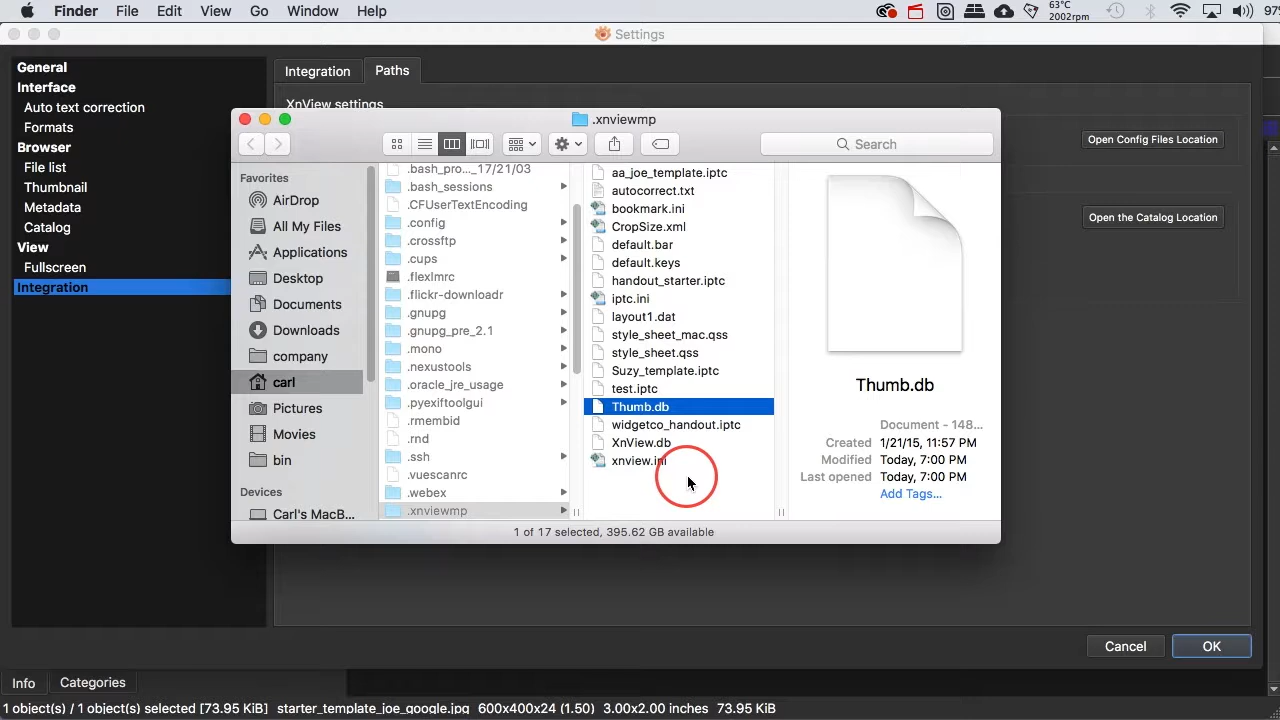 Finder File Edit View Go Window Help 63°C 2002rpm 97%
Settings
General
Interface
Auto text correction
Formats
Browser
File list
Thumbnail
Metadata
Catalog
View
Fullscreen
Integration
Integration Paths
XnView settings
Open Config Files Location
Open the Catalog Location
.xnviewmp
Search
Favorites
AirDrop
All My Files
Applications
Desktop
Documents
Downloads
company
carl
Pictures
Movies
bin
Devices
Carl's MacB...
.bash_pro..._17/21/03
.bash_sessions
.CFUserTextEncoding
.config
.crossftp
.cups
.flexlmrc
.flickr-downloadr
.gnupg
.gnupg_pre_2.1
.mono
.nexustools
.oracle_jre_usage
.pyexiftoolgui
.rmembid
.rnd
.ssh
.vuescanrc
.webex
.xnviewmp
aa_joe_template.iptc
autocorrect.txt
bookmark.ini
CropSize.xml
default.bar
default.keys
handout_starter.iptc
iptc.ini
layout1.dat
style_sheet_mac.qss
style_sheet.qss
Suzy_template.iptc
test.iptc
Thumb.db
widgetco_handout.iptc
XnView.db
xnview.ini
Thumb.db
Document - 148...
Created 1/21/15, 11:57 PM
Modified Today, 7:00 PM
Last opened Today, 7:00 PM
Add Tags...
1 of 17 selected, 395.62 GB available
Cancel OK
Info Categories
1 object(s) / 1 object(s) selected [73.95 KiB] starter_template_joe_google.jpg 600x400x24 (1.50) 3.00x2.00 inches 73.95 KiB